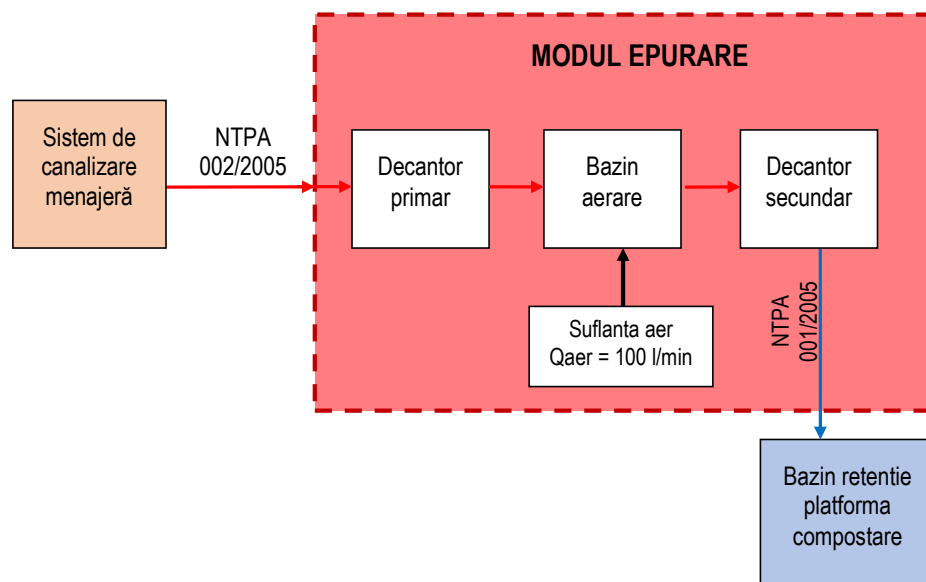 MODUL EPURARE
Sistem de
canalizare
menajeră
NTPA
002/2005
Decantor
primar
Bazin
aerare
Decantor
secundar
Suflanta aer
Qaer = 100 l/min
NTPA
001/2005
Bazin retentie
platforma
compostare